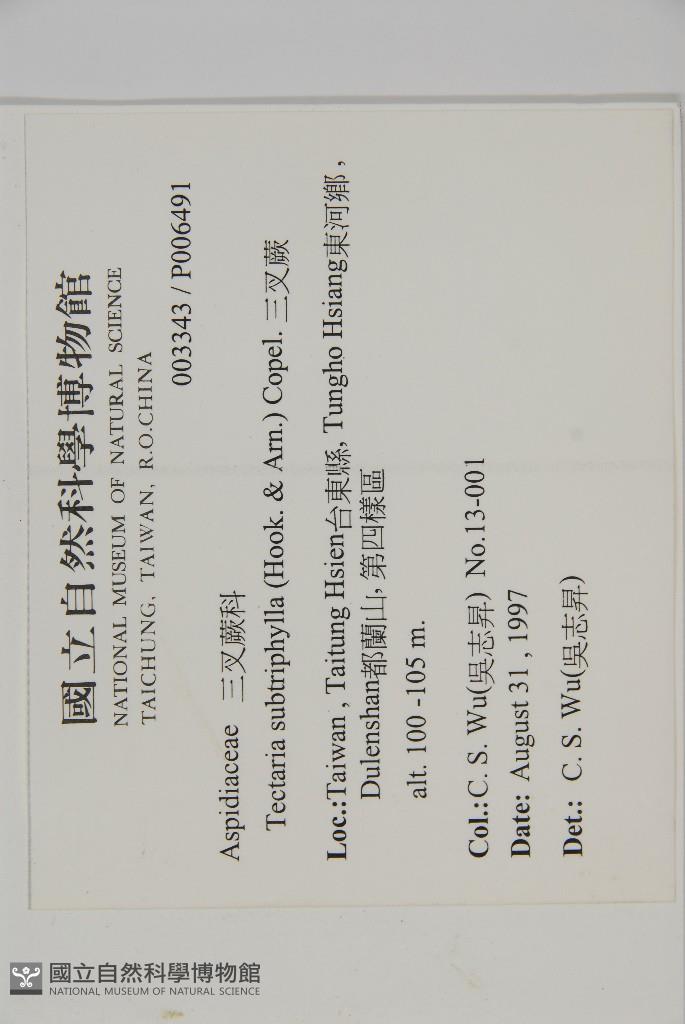 國立自然科學博物館
NATIONAL MUSEUM OF NATURAL SCIENCE
TAICHUNG, TAIWAN, R.O.CHINA
003343 / P006491
Aspidiaceae 三叉蕨科
Tectaria subtriphylla (Hook. & Arn.) Copel. 三叉蕨
Loc.:Taiwan , Taitung Hsien台東縣, Tungho Hsiang東河鄉 ,
Dulenshan都蘭山, 第四樣區
alt. 100 -105 m.
Col.:C. S. Wu(吳志昇) No.13-001
Date: August 31 , 1997
Det.: C. S. Wu(吳志昇)
國立自然科學博物館
NATIONAL MUSEUM OF NATURAL SCIENCE